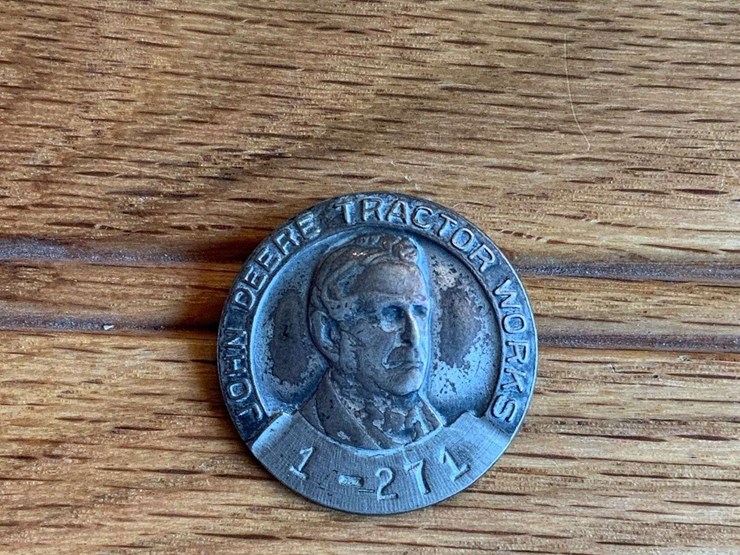 JOHN DEERE TRACTOR WORKS
1-271